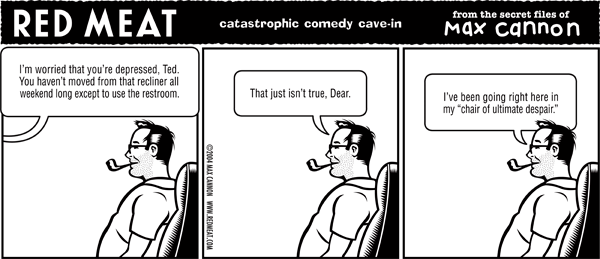 RED MEAT
catastrophic comedy cave-in
from the secret files of
Max cannon
I'm worried that you're depressed, Ted.
You haven't moved from that recliner all
weekend long except to use the restroom.
©2004 MAX CANNON WWW.REDMEAT.COM
That just isn't true, Dear.
I've been going right here in
my "chair of ultimate despair."